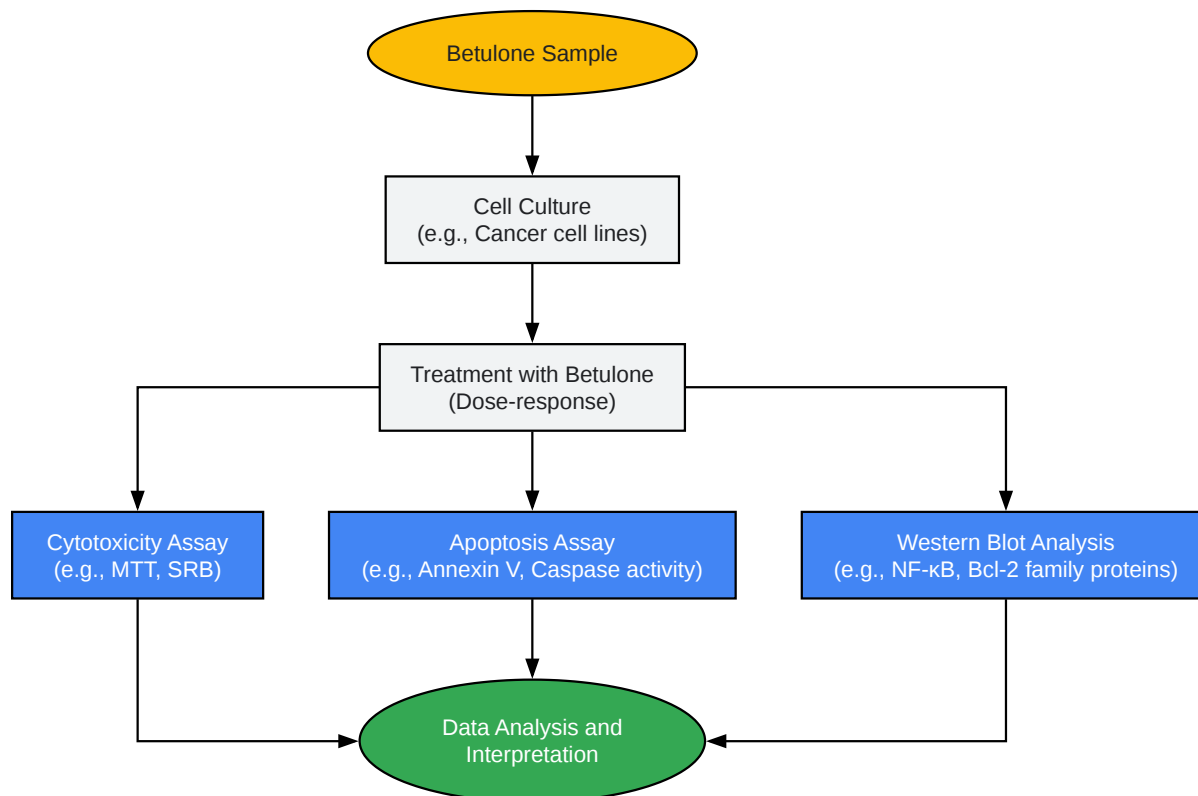 Betulone Sample
Cell Culture
(e.g., Cancer cell lines)
Treatment with Betulone
(Dose-response)
Cytotoxicity Assay
(e.g., MTT, SRB)
Apoptosis Assay
(e.g., Annexin V, Caspase activity)
Western Blot Analysis
(e.g., NF-κB, Bcl-2 family proteins)
Data Analysis and
Interpretation